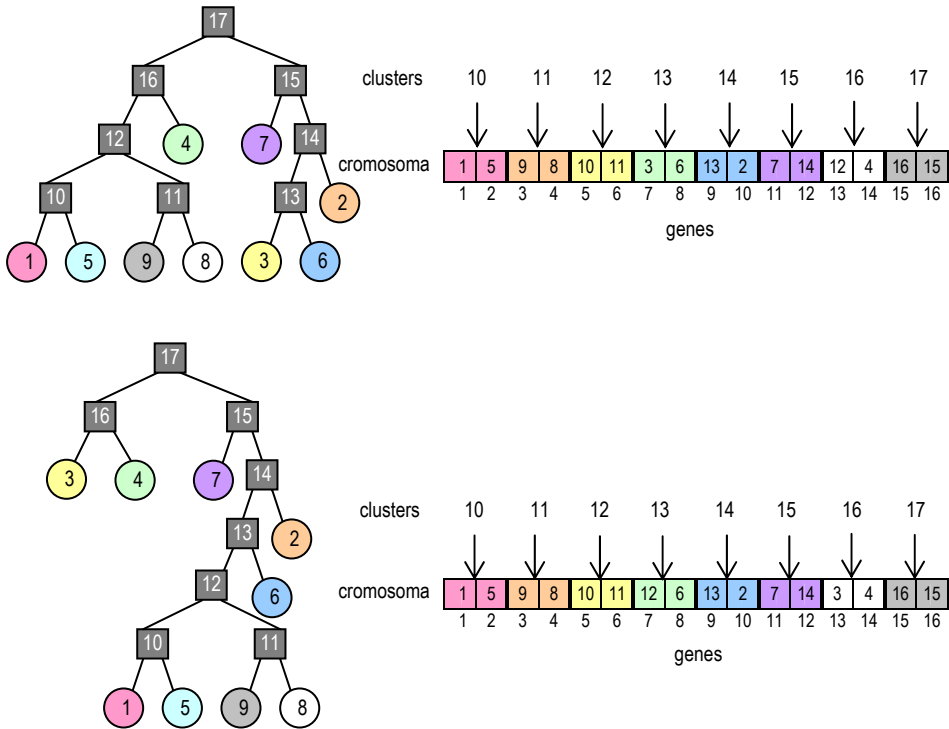 17
16 15
clusters 10 11 12 13 14 15 16 17
12 4 7 14
cromosoma 1 5 9 8 10 11 3 6 13 2 7 14 12 4 16 15
10 11 13 2
1 2 3 4 5 6 7 8 9 10 11 12 13 14 15 16
genes
1 5 9 8 3 6
17
16 15
3 4 7 14
clusters 10 11 12 13 14 15 16 17
13 2
12 6
cromosoma 1 5 9 8 10 11 12 6 13 2 7 14 3 4 16 15
1 2 3 4 5 6 7 8 9 10 11 12 13 14 15 16
10 11
genes
1 5 9 8